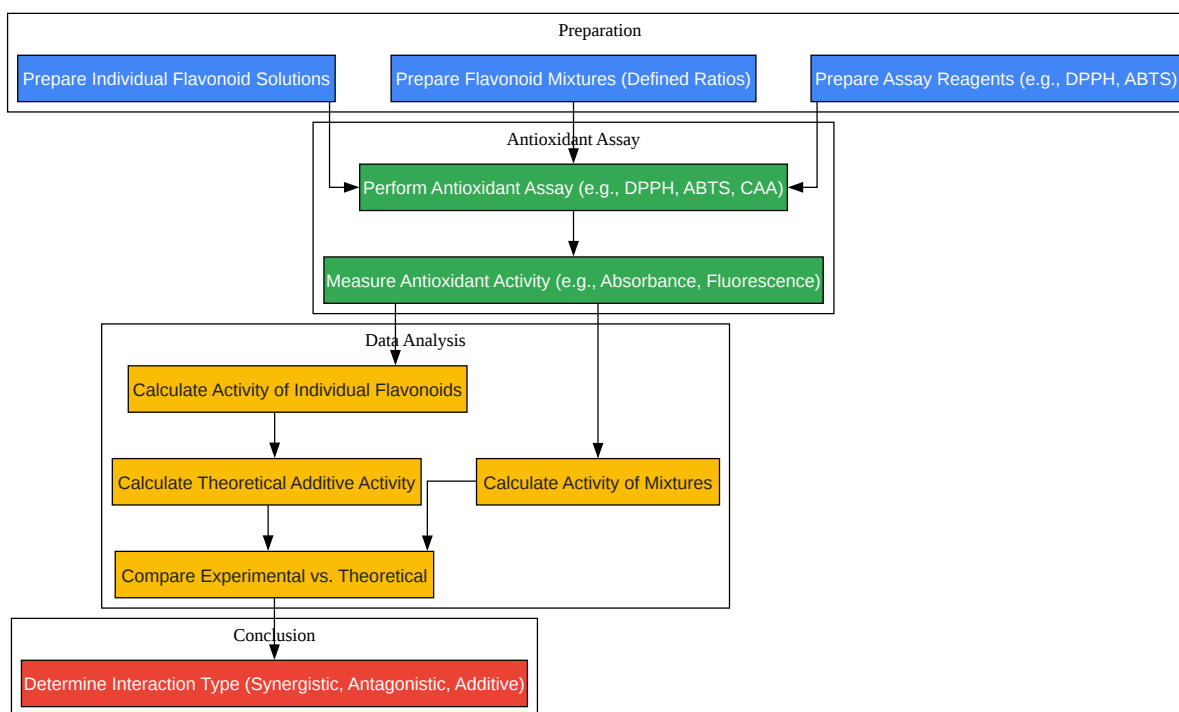 Preparation
Prepare Individual Flavonoid Solutions
Prepare Flavonoid Mixtures (Defined Ratios)
Prepare Assay Reagents (e.g., DPPH, ABTS)
Antioxidant Assay
Perform Antioxidant Assay (e.g., DPPH, ABTS, CAA)
Measure Antioxidant Activity (e.g., Absorbance, Fluorescence)
Data Analysis
Calculate Activity of Individual Flavonoids
Calculate Theoretical Additive Activity
Calculate Activity of Mixtures
Compare Experimental vs. Theoretical
Conclusion
Determine Interaction Type (Synergistic, Antagonistic, Additive)